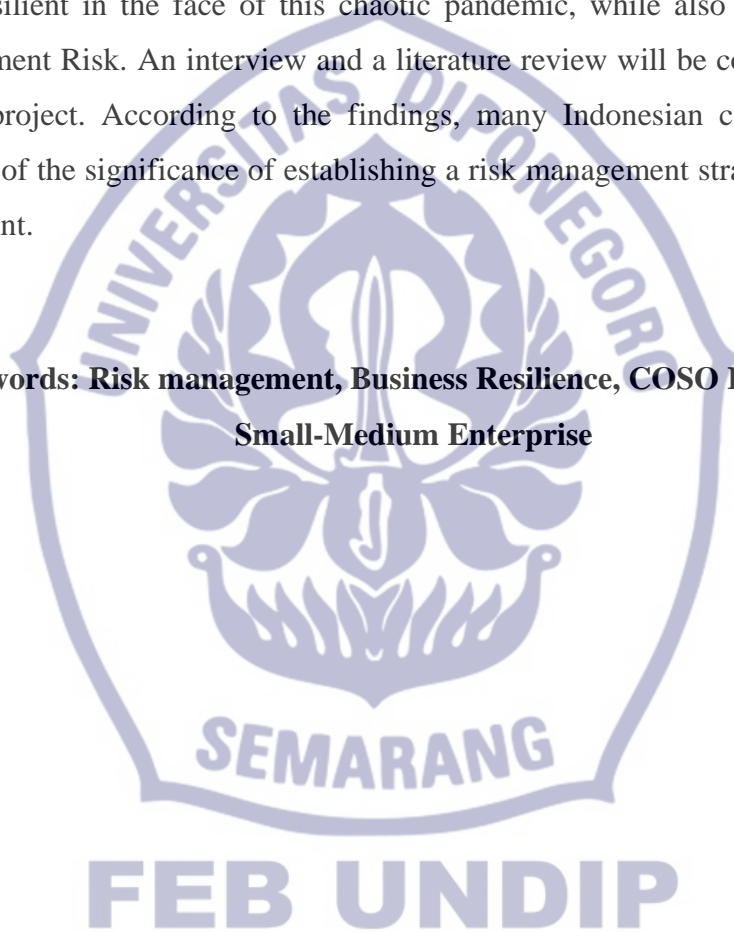 silient in the face of this chaotic pandemic, while also
ment Risk. An interview and a literature review will be co
project. According to the findings, many Indonesian c
of the significance of establishing a risk management stra
nt.
words: Risk management, Business Resilience, COSO
Small-Medium Enterprise
UNIVERSITAS DIPONEGORO
SEMARANG
FEB UNDIP